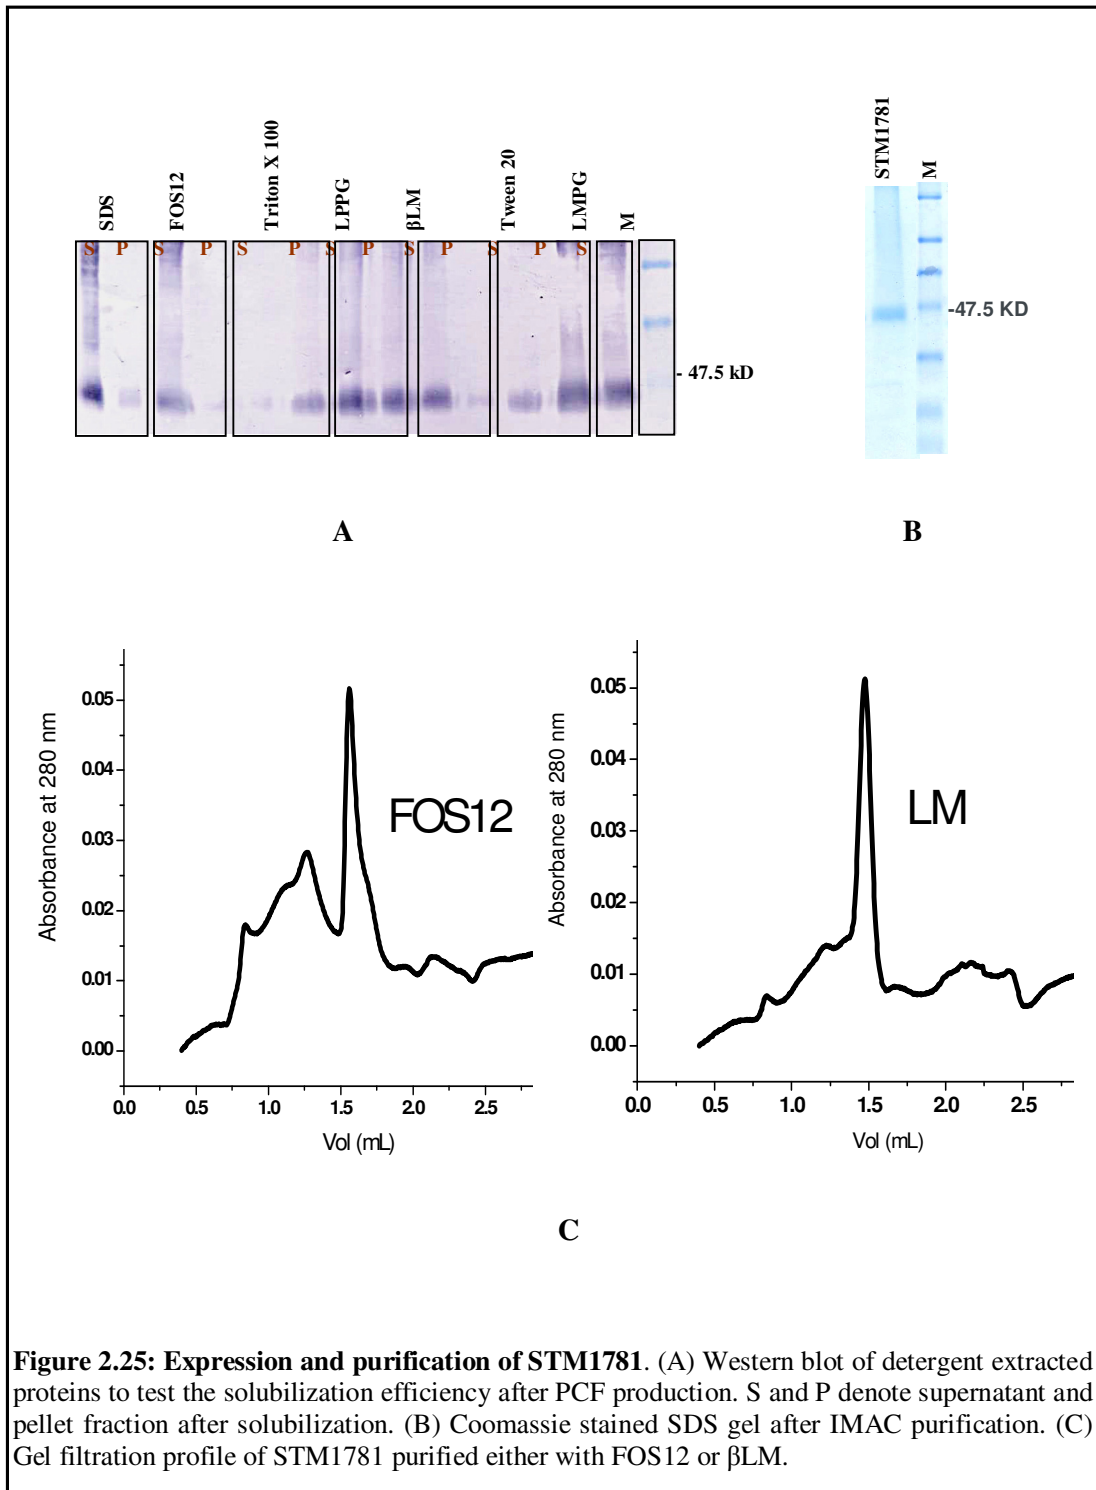 SDS FOS12 Triton X 100 LPPG βLM Tween 20 LMPG M
S P S P S P S P S P S P S
- 47.5 kD
A
STM1781 M
-47.5 KD
B
Absorbance at 280 nm
0.05
0.04
0.03
0.02
0.01
0.00
FOS12
0.0 0.5 1.0 1.5 2.0 2.5
Vol (mL)
Absorbance at 280 nm
0.05
0.04
0.03
0.02
0.01
0.00
LM
0.0 0.5 1.0 1.5 2.0 2.5
Vol (mL)
C
Figure 2.25: Expression and purification of STM1781. (A) Western blot of detergent extracted
proteins to test the solubilization efficiency after PCF production. S and P denote supernatant and
pellet fraction after solubilization. (B) Coomassie stained SDS gel after IMAC purification. (C)
Gel filtration profile of STM1781 purified either with FOS12 or βLM.